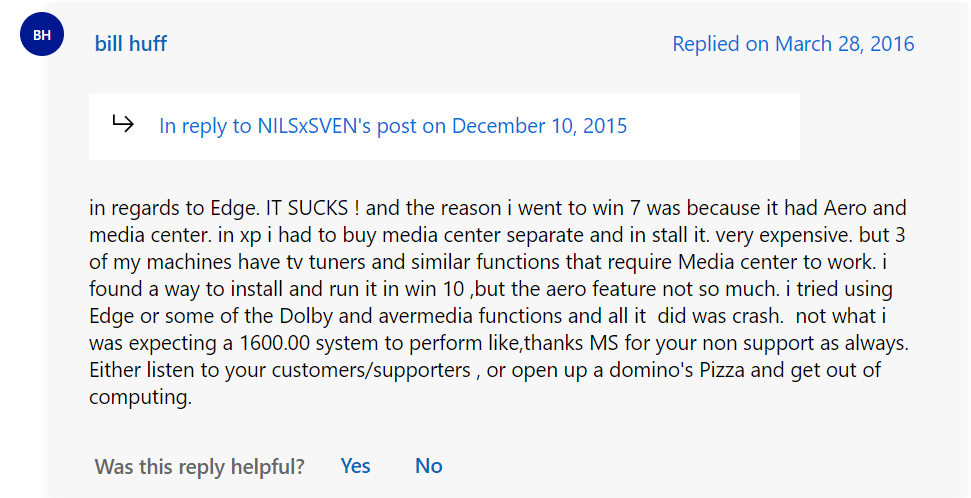 BH
bill huff
Replied on March 28, 2016
In reply to NILSxSVEN's post on December 10, 2015
in regards to Edge. IT SUCKS ! and the reason i went to win 7 was because it had Aero and
media center. in xp i had to buy media center separate and in stall it. very expensive. but 3
of my machines have tv tuners and similar functions that require Media center to work. i
found a way to install and run it in win 10 ,but the aero feature not so much. i tried using
Edge or some of the Dolby and avermedia functions and all it  did was crash.  not what i
was expecting a 1600.00 system to perform like,thanks MS for your non support as always.
Either listen to your customers/supporters , or open up a domino's Pizza and get out of
computing.
Was this reply helpful? Yes No